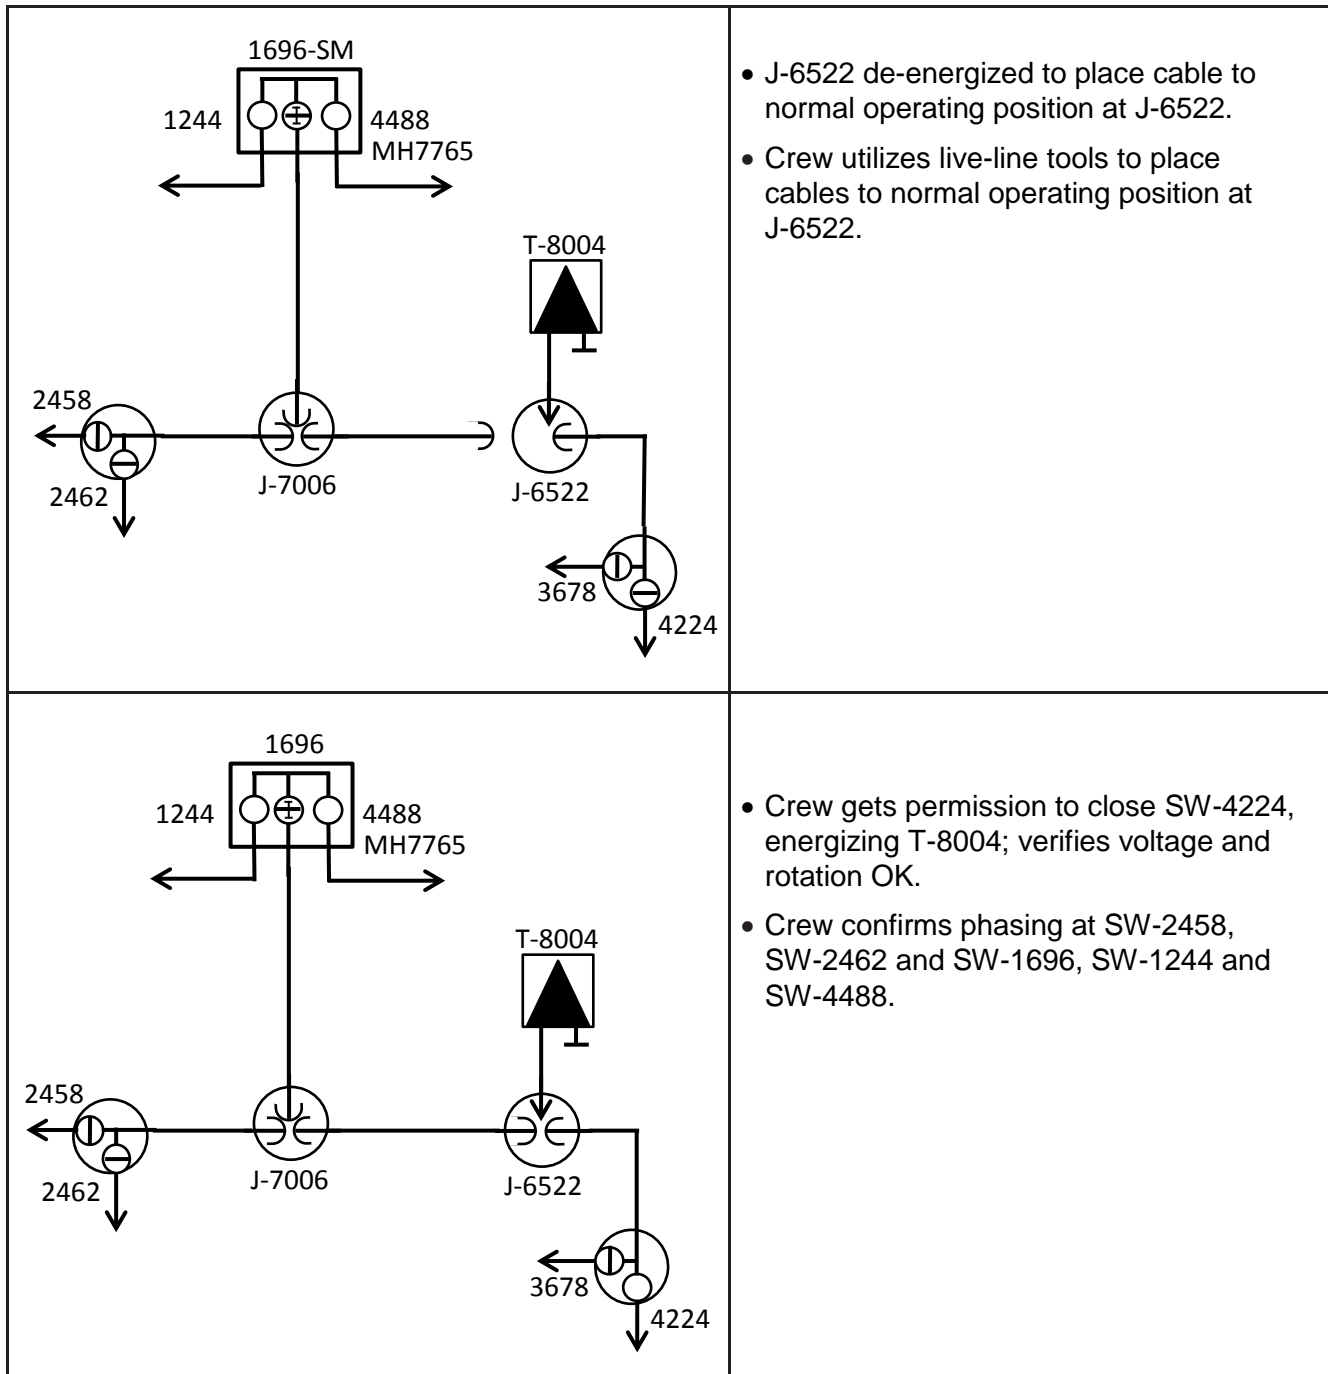 1696-SM
1244
4488
MH7765
T-8004
2458
2462
J-7006
J-6522
3678
4224
• J-6522 de-energized to place cable to
normal operating position at J-6522.
• Crew utilizes live-line tools to place
cables to normal operating position at
J-6522.
1696
1244
4488
MH7765
T-8004
2458
2462
J-7006
J-6522
3678
4224
• Crew gets permission to close SW-4224,
energizing T-8004; verifies voltage and
rotation OK.
• Crew confirms phasing at SW-2458,
SW-2462 and SW-1696, SW-1244 and
SW-4488.